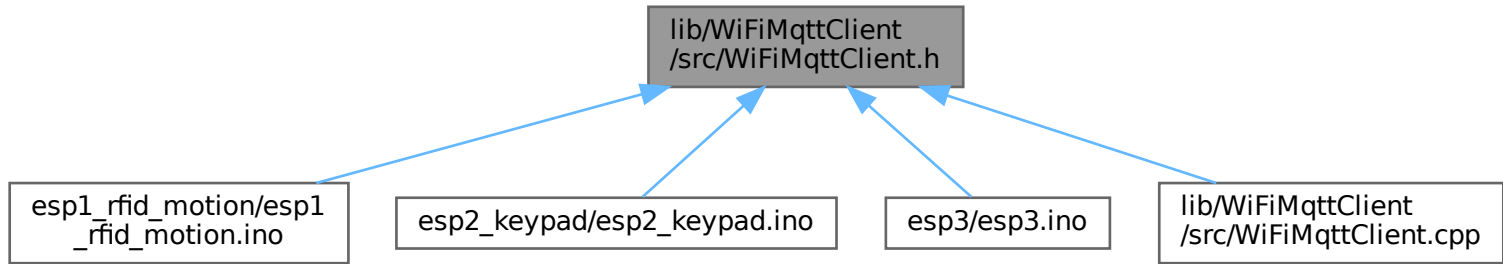 lib/WiFiMqttClient
/src/WiFiMqttClient.h
esp1_rfid_motion/esp1
_rfid_motion.ino
esp2_keypad/esp2_keypad.ino
esp3/esp3.ino
lib/WiFiMqttClient
/src/WiFiMqttClient.cpp